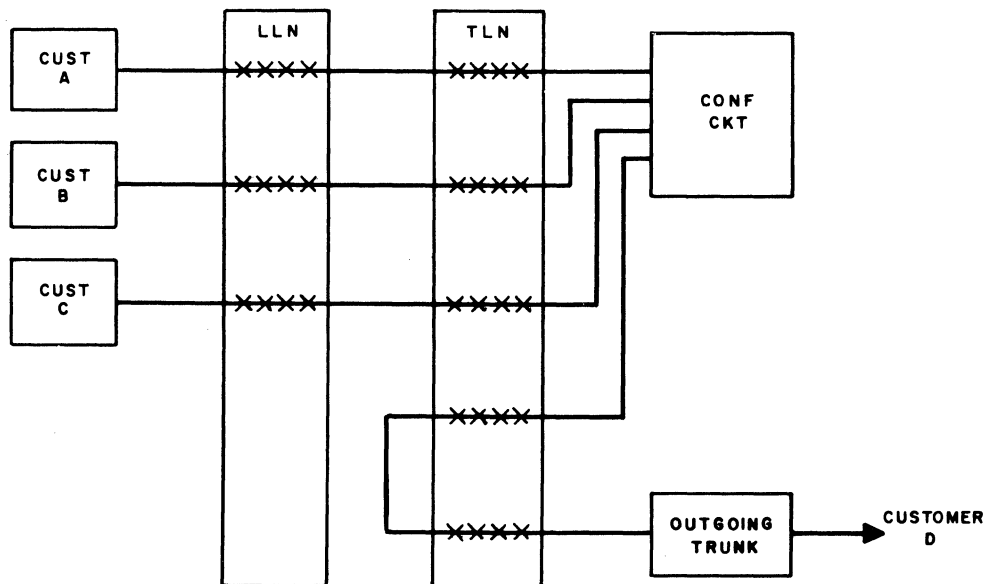 LLN
TLN
CUST
A
CONF
CKT
CUST
B
CUST
C
OUTGOING
TRUNK
CUSTOMER
D